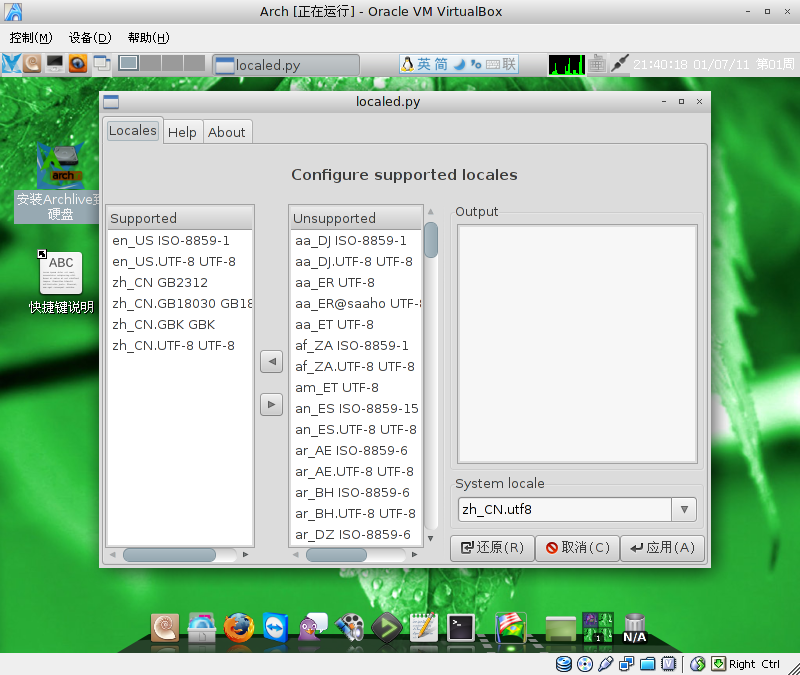 Arch [正在运行] - Oracle VM VirtualBox
控制(M) 设备(D) 帮助(H)
localed.py
英 简 联
21:40:18 01/07/11 第01周
localed.py
Locales Help About
Configure supported locales
Supported
en_US ISO-8859-1
en_US.UTF-8 UTF-8
zh_CN GB2312
zh_CN.GB18030 GB18
zh_CN.GBK GBK
zh_CN.UTF-8 UTF-8
Unsupported
aa_DJ ISO-8859-1
aa_DJ.UTF-8 UTF-8
aa_ER UTF-8
aa_ER@saaho UTF-8
aa_ET UTF-8
af_ZA ISO-8859-1
af_ZA.UTF-8 UTF-8
am_ET UTF-8
an_ES ISO-8859-15
an_ES.UTF-8 UTF-8
ar_AE ISO-8859-6
ar_AE.UTF-8 UTF-8
ar_BH ISO-8859-6
ar_BH.UTF-8 UTF-8
ar_DZ ISO-8859-6
Output
System locale
zh_CN.utf8
还原(R) 取消(C) 应用(A)
arch
安装Archlive到
硬盘
ABC
快捷键说明
1
N/A
Right Ctrl